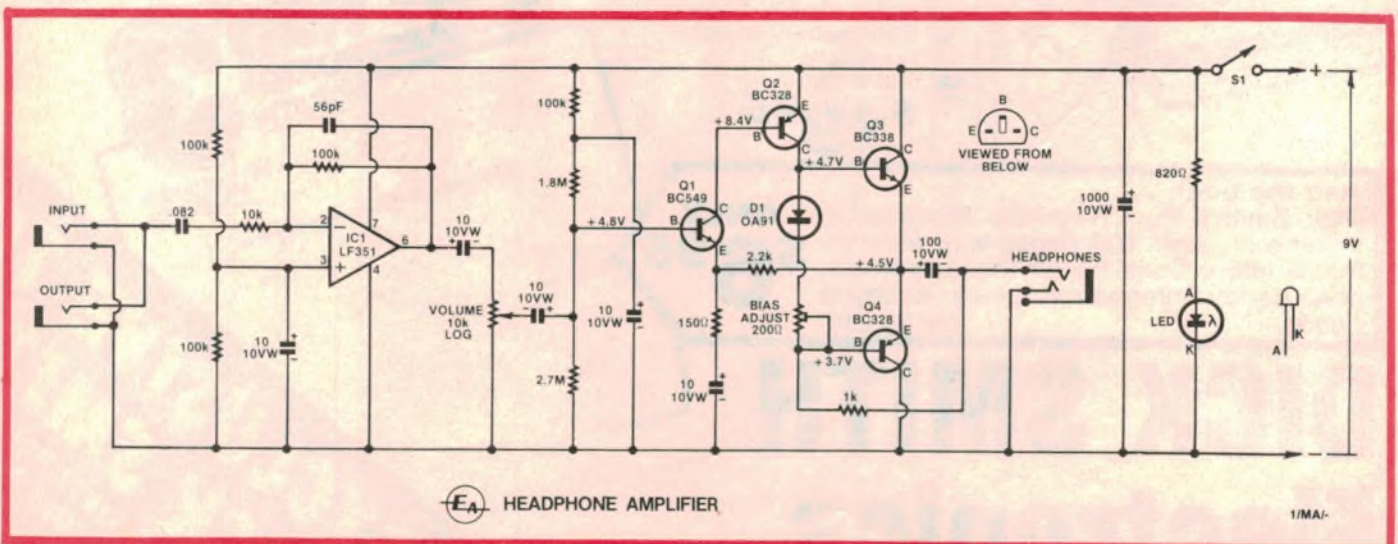 INPUT
OUTPUT
.082
10k
100k
100k
56pF
100k
2
3
7
6
4
IC1
LF351
10
10VW
10
10VW
VOLUME
10k
LOG
10
10VW
100k
1.8M
2.7M
10
10VW
+4.8V
Q1
BC549
B
C
E
150Ω
10
10VW
2.2k
+8.4V
Q2
BC328
B
E
C
+4.7V
D1
OA91
BIAS
ADJUST
200Ω
+3.7V
1k
Q3
BC338
B
C
E
+4.5V
Q4
BC328
B
E
C
100
10VW
HEADPHONES
B
E
C
VIEWED FROM
BELOW
1000
10VW
820Ω
LED
A
λ
K
A
K
S1
+
9V
−
EA HEADPHONE AMPLIFIER
1/MA/-